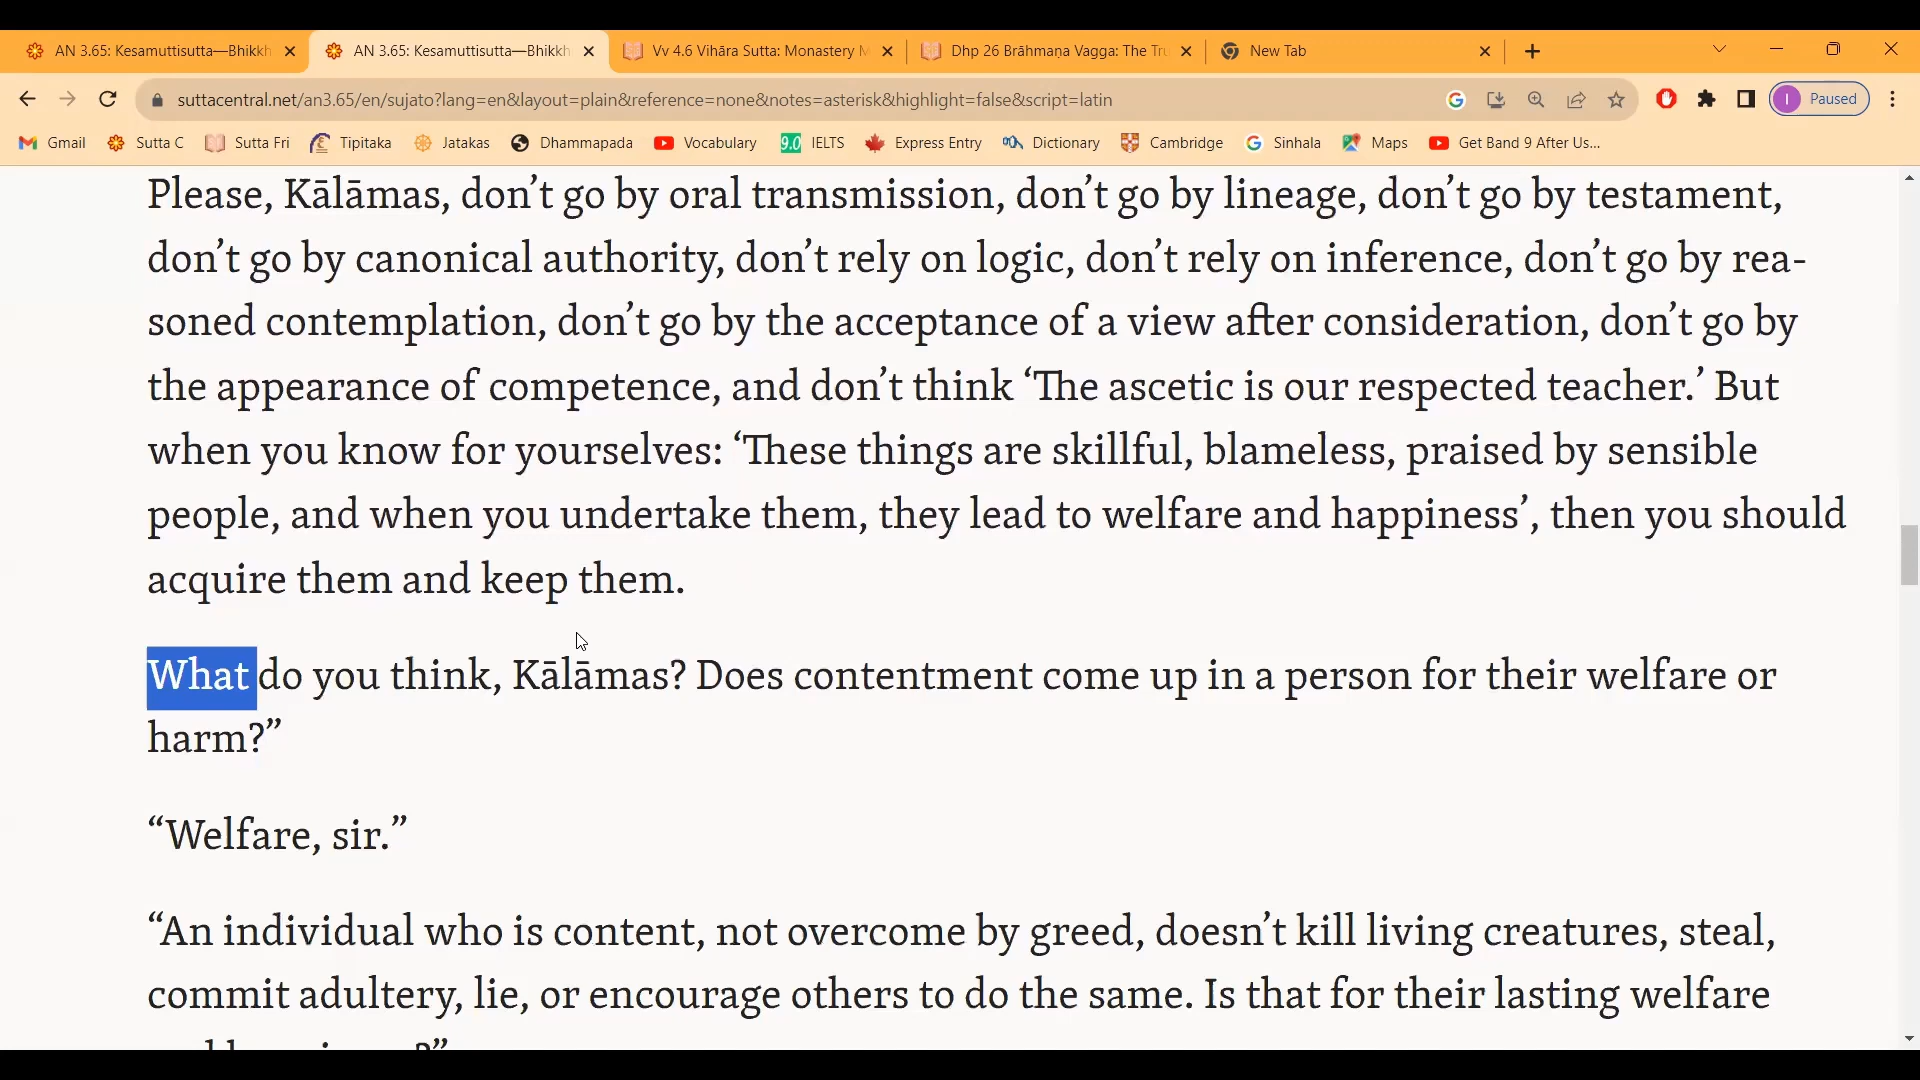 AN 3.65: Kesamuttisutta—Bhikkh
AN 3.65: Kesamuttisutta—Bhikkh
Vv 4.6 Vihāra Sutta: Monastery M
Dhp 26 Brāhmaṇa Vagga: The Tru
New Tab
suttacentral.net/an3.65/en/sujato?lang=en&layout=plain&reference=none&notes=asterisk&highlight=false&script=latin
I Paused
Gmail Sutta C Sutta Fri Tipitaka Jatakas Dhammapada Vocabulary 9.0 IELTS Express Entry Dictionary Cambridge Sinhala Maps Get Band 9 After Us...
Please, Kālāmas, don’t go by oral transmission, don’t go by lineage, don’t go by testament,
don’t go by canonical authority, don’t rely on logic, don’t rely on inference, don’t go by rea-
soned contemplation, don’t go by the acceptance of a view after consideration, don’t go by
the appearance of competence, and don’t think ‘The ascetic is our respected teacher.’ But
when you know for yourselves: ‘These things are skillful, blameless, praised by sensible
people, and when you undertake them, they lead to welfare and happiness’, then you should
acquire them and keep them.
What do you think, Kālāmas? Does contentment come up in a person for their welfare or
harm?”
“Welfare, sir.”
“An individual who is content, not overcome by greed, doesn’t kill living creatures, steal,
commit adultery, lie, or encourage others to do the same. Is that for their lasting welfare